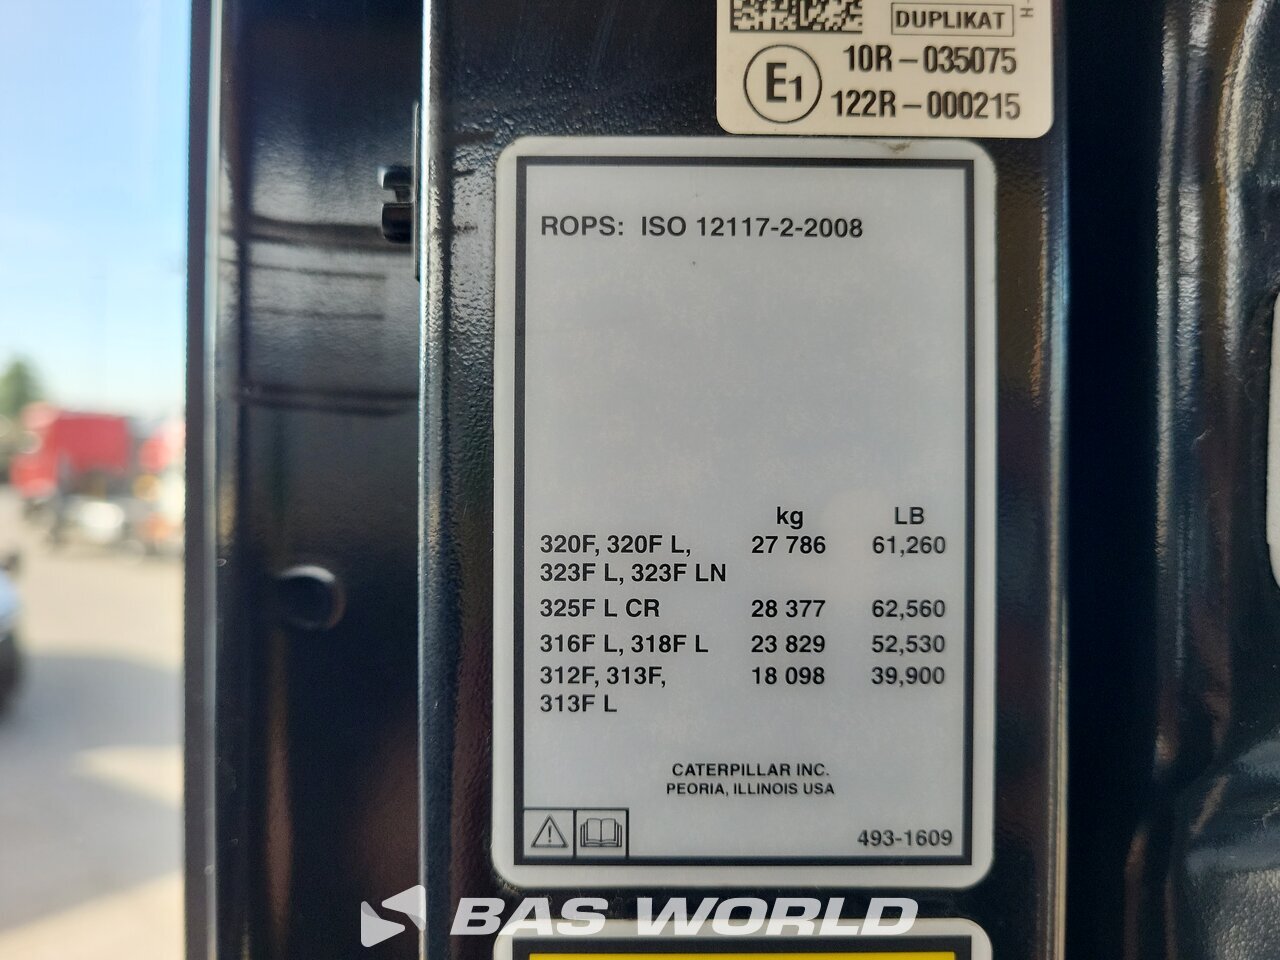 DUPLIKAT
E1
10R-035075
122R-000215
ROPS: ISO 12117-2-2008
kg LB
320F, 320F L, 27 786 61,260
323F L, 323F LN
325F L CR 28 377 62,560
316F L, 318F L 23 829 52,530
312F, 313F, 18 098 39,900
313F L
CATERPILLAR INC.
PEORIA, ILLINOIS USA
493-1609
BAS WORLD